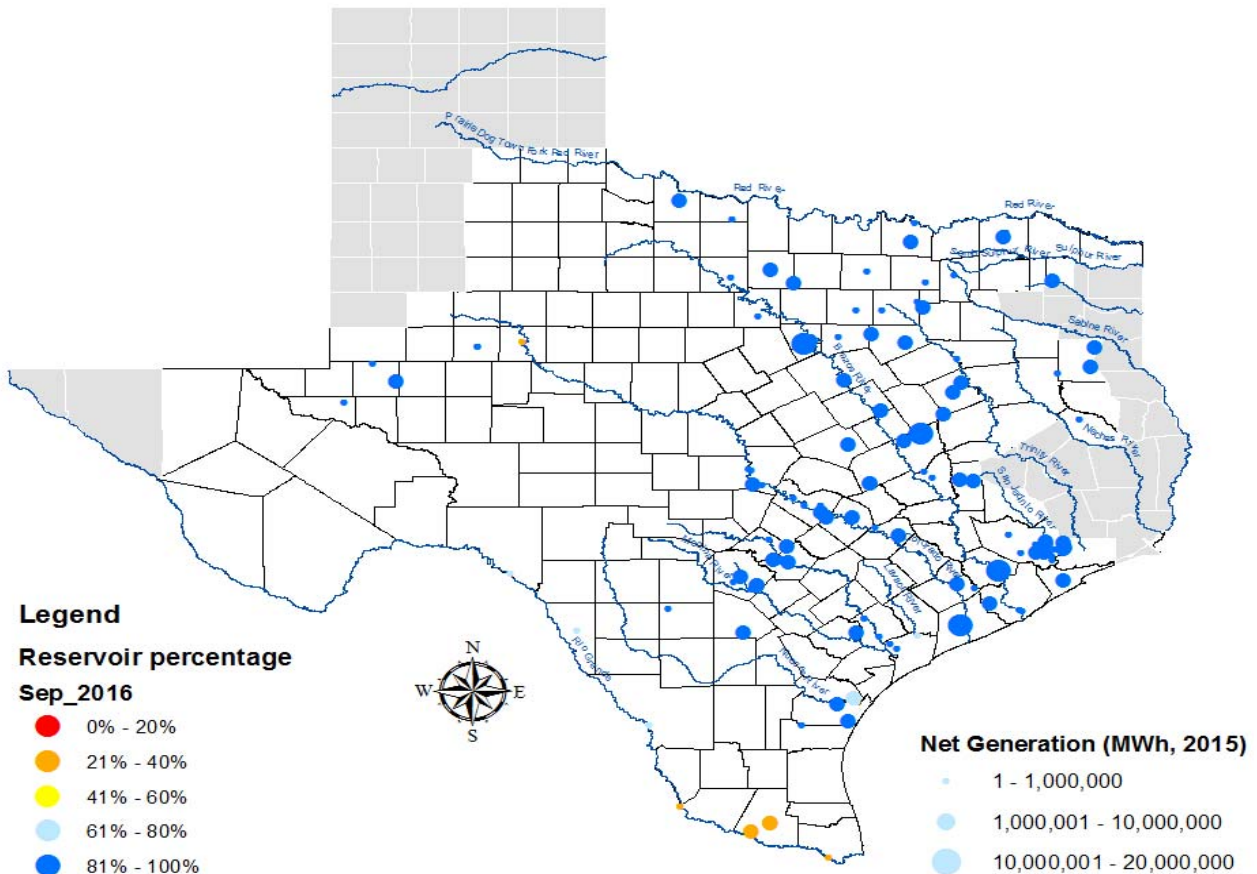 Prairie Dog Town Fork Red River
Red River
Red River
Sulphur River
Sabine River
Brazos River
Neches River
Trinity River
San Jacinto River
Colorado River
Lavaca River
Nueces River
Rio Grande
N
W
E
S
Legend
Reservoir percentage
Sep_2016
0% - 20%
21% - 40%
41% - 60%
61% - 80%
81% - 100%
Net Generation (MWh, 2015)
1 - 1,000,000
1,000,001 - 10,000,000
10,000,001 - 20,000,000